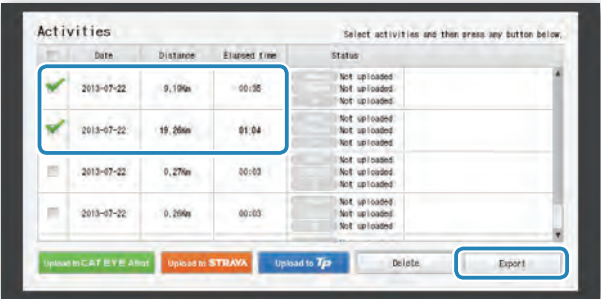 Activities
Select activities and then press any button below.
Date Distance Elapsed time Status
Not uploaded
2013-07-22 9.19Km 00:35 Not uploaded
Not uploaded
Not uploaded
2013-07-22 19.26Km 01:04 Not uploaded
Not uploaded
Not uploaded
2013-07-22 0.27Km 00:03 Not uploaded
Not uploaded
Not uploaded
2013-07-22 0.26Km 00:03 Not uploaded
Not uploaded
Upload to CAT EYE Atlas Upload to STRAVA Upload to Tp Delete Export